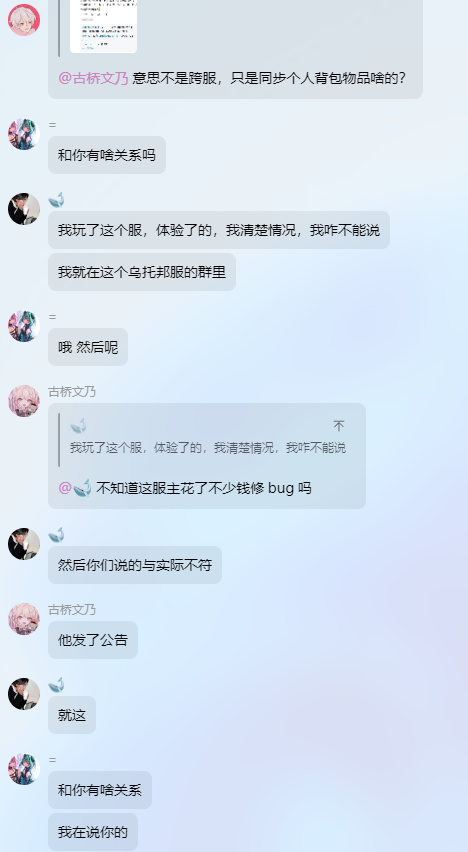 @古桥文乃 意思不是跨服，只是同步个人背包物品啥的？
=
和你有啥关系吗
我玩了这个服，体验了的，我清楚情况，我咋不能说
我就在这个乌托邦服的群里
=
哦 然后呢
古桥文乃
我玩了这个服，体验了的，我清楚情况，我咋不能说
@ 不知道这服主花了不少钱修 bug 吗
然后你们说的与实际不符
古桥文乃
他发了公告
就这
=
和你有啥关系
我在说你的